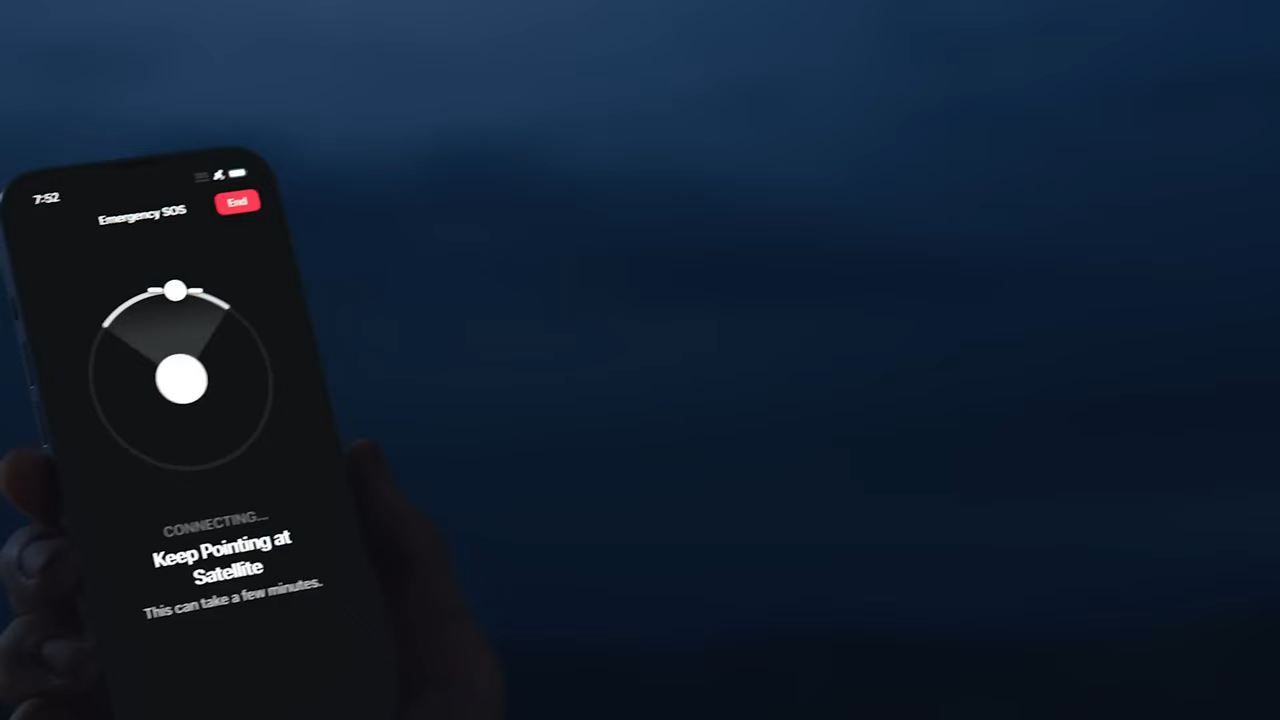 7:52
Emergency SOS
End
CONNECTING...
Keep Pointing at
Satellite
This can take a few minutes.